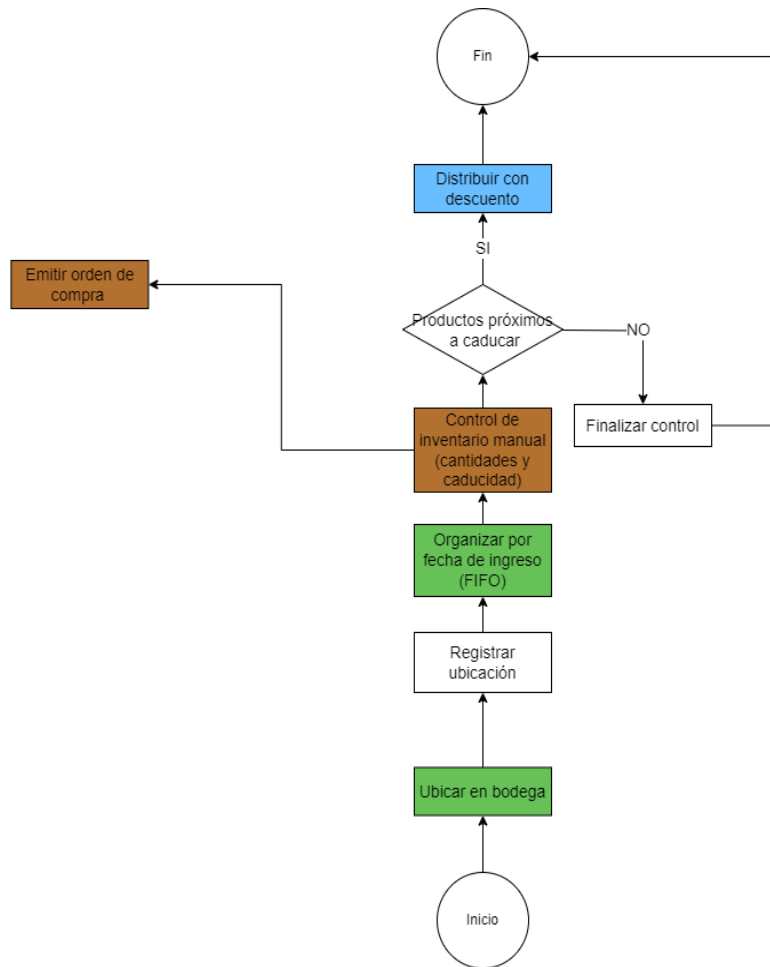 Fin
Distribuir con
descuento
SI
Emitir orden de
compra
Productos próximos
a caducar
NO
Control de
inventario manual
(cantidades y
caducidad)
Finalizar control
Organizar por
fecha de ingreso
(FIFO)
Registrar
ubicación
Ubicar en bodega
Inicio